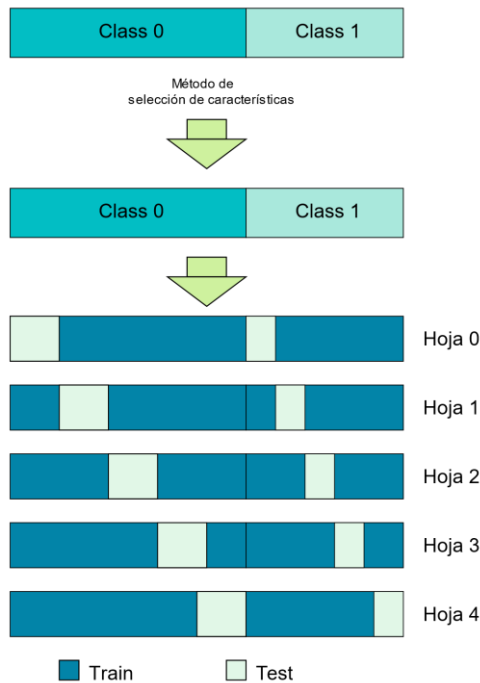 Class 0 Class 1
Método de
selección de características
Class 0 Class 1
Hoja 0
Hoja 1
Hoja 2
Hoja 3
Hoja 4
Train Test